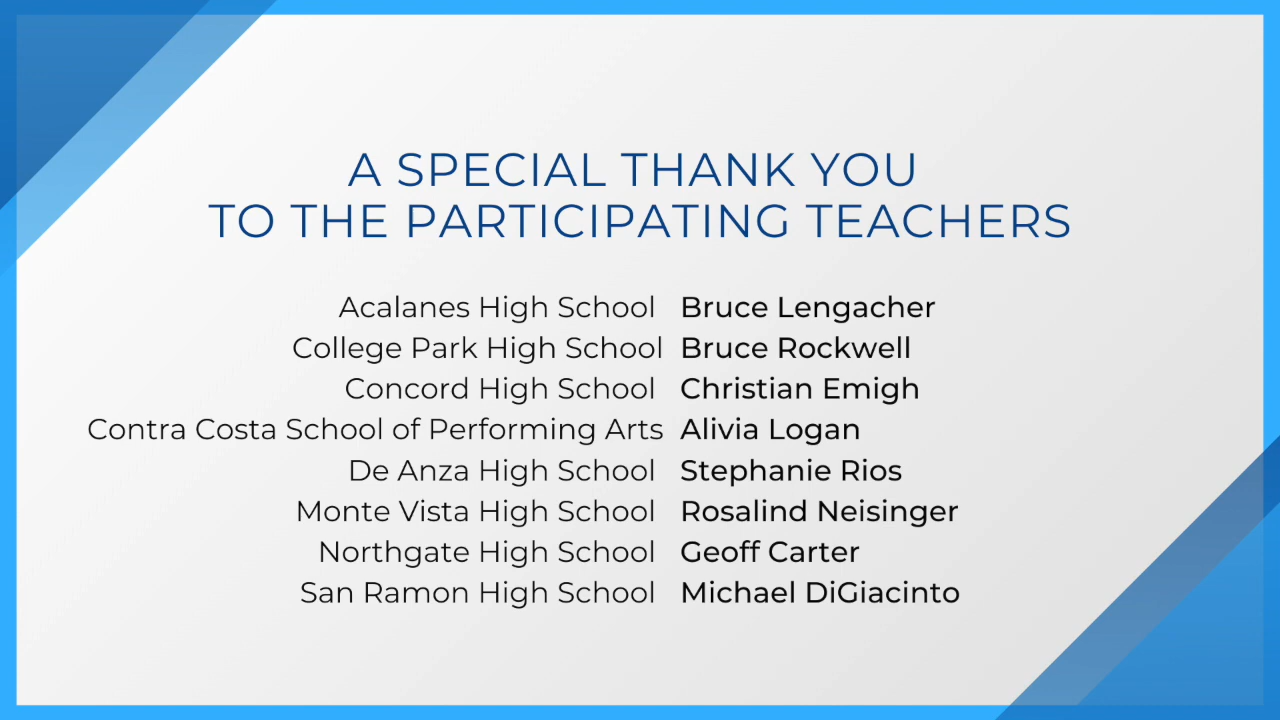 A SPECIAL THANK YOU
TO THE PARTICIPATING TEACHERS
Acalanes High School Bruce Lengacher
College Park High School Bruce Rockwell
Concord High School Christian Emigh
Contra Costa School of Performing Arts Alivia Logan
De Anza High School Stephanie Rios
Monte Vista High School Rosalind Neisinger
Northgate High School Geoff Carter
San Ramon High School Michael DiGiacinto